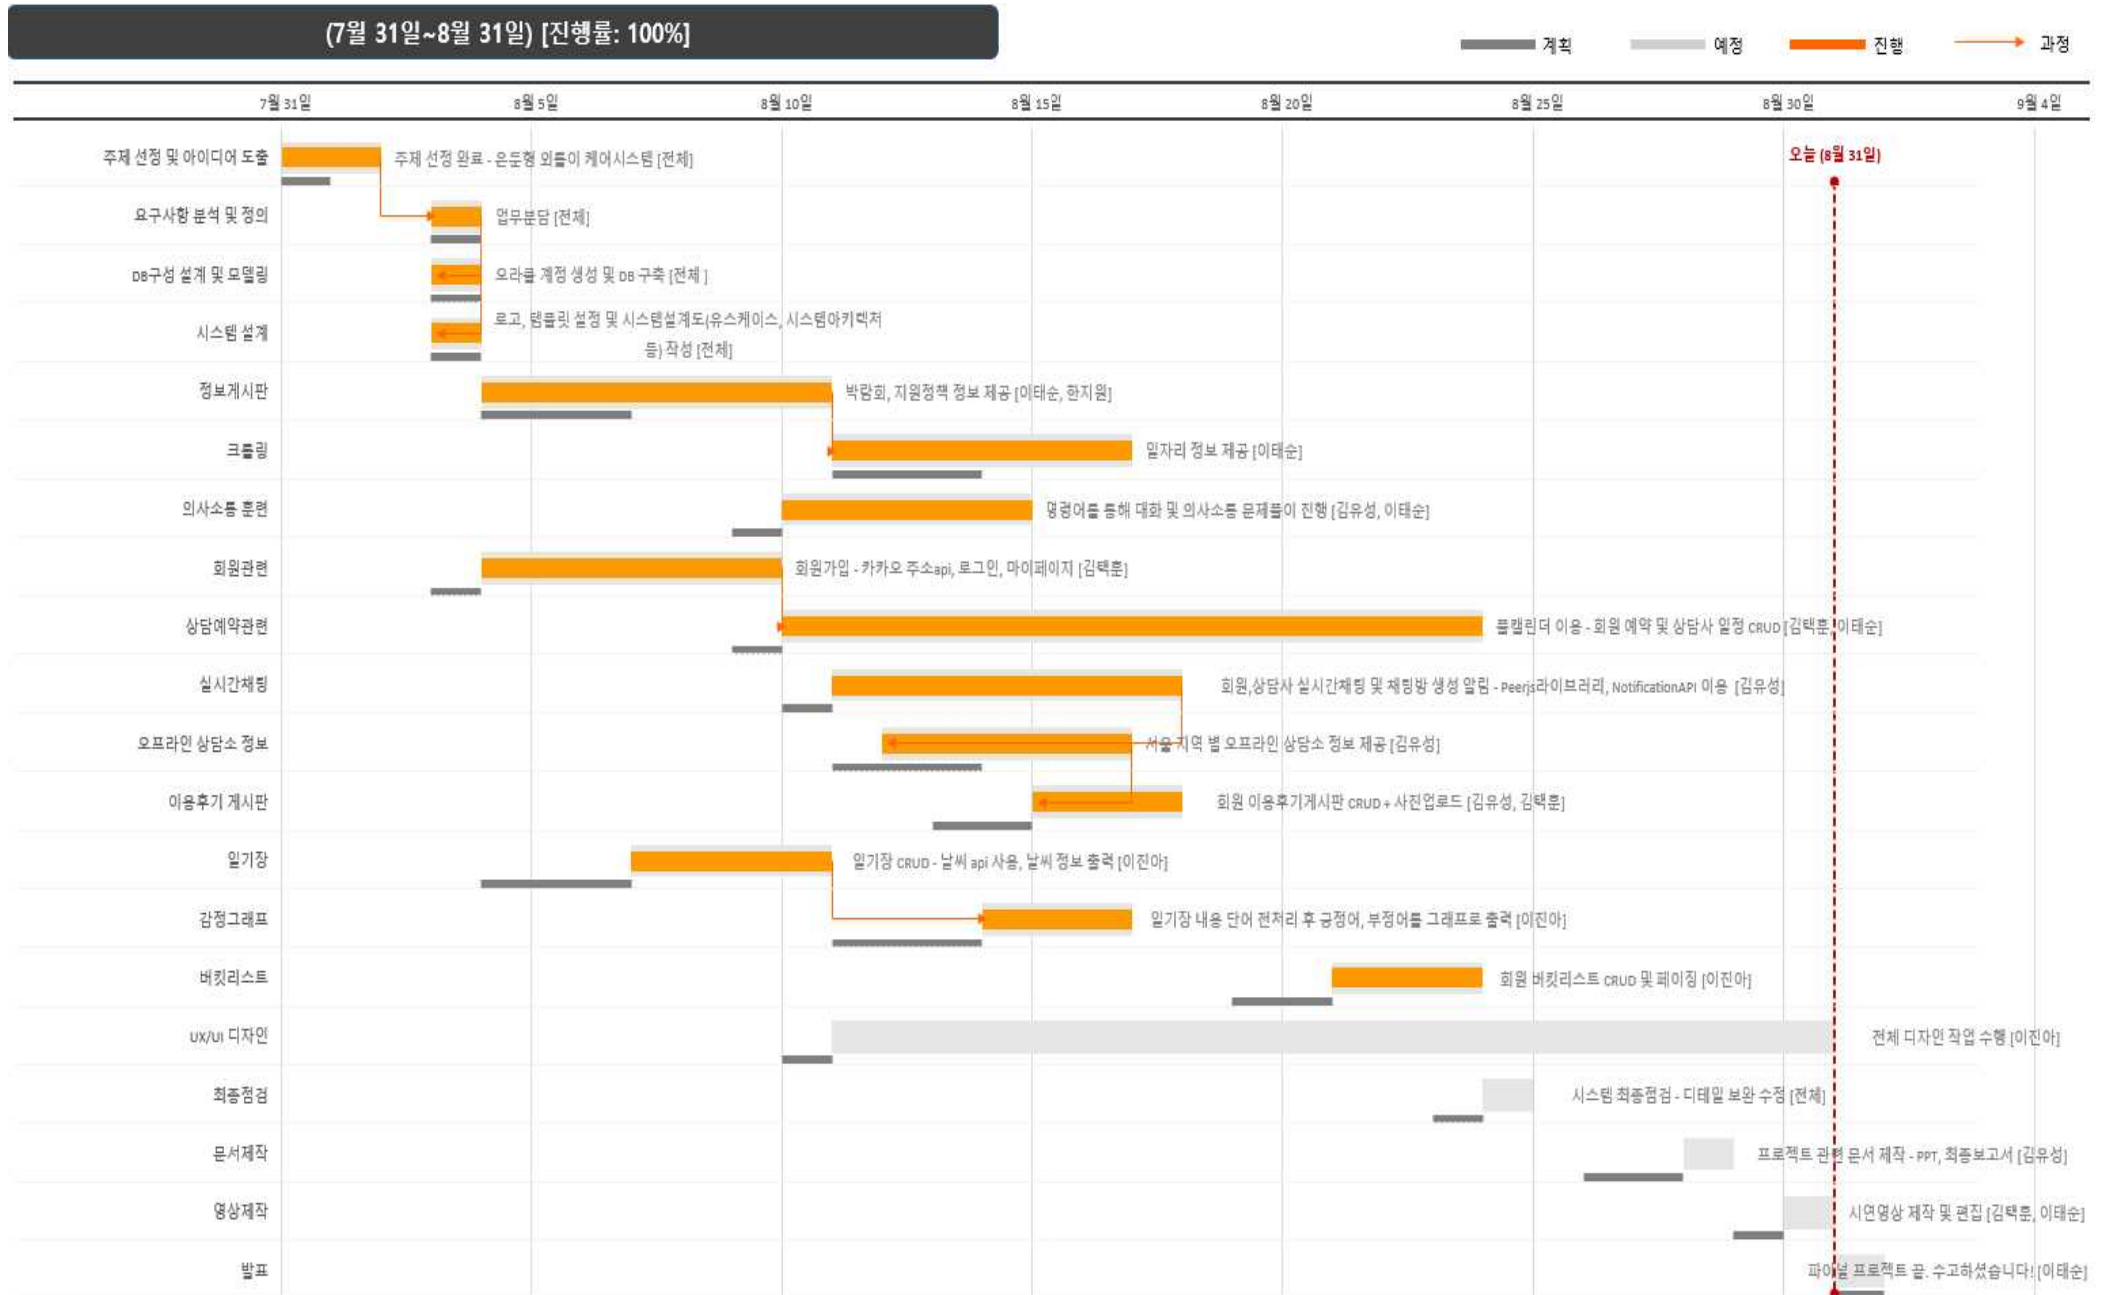 (7월 31일~8월 31일) [진행률: 100%]
계획 예정 진행 과정
7월 31일 8월 5일 8월 10일 8월 15일 8월 20일 8월 25일 8월 30일 9월 4일
오늘 (8월 31일)
주제 선정 및 아이디어 도출 주제 선정 완료 - 은둔형 외톨이 케어시스템 [전체]
요구사항 분석 및 정의 업무분담 [전체]
DB구성 설계 및 모델링 오라클 계정 생성 및 DB 구축 [전체 ]
시스템 설계 로고, 템플릿 설정 및 시스템설계도(유스케이스, 시스템아키텍처
등) 작성 [전체]
정보게시판 박람회, 지원정책 정보 제공 [이태순, 한지원]
크롤링 일자리 정보 제공 [이태순]
의사소통 훈련 명령어를 통해 대화 및 의사소통 문제풀이 진행 [김유성, 이태순]
회원관련 회원가입 - 카카오 주소api, 로그인, 마이페이지 [김택훈]
상담예약관련 풀캘린더 이용 - 회원 예약 및 상담사 일정 CRUD [김택훈, 이태순]
실시간채팅 회원,상담사 실시간채팅 및 채팅방 생성 알림 - Peerjs라이브러리, NotificationAPI 이용 [김유성]
오프라인 상담소 정보 서울 지역 별 오프라인 상담소 정보 제공 [김유성]
이용후기 게시판 회원 이용후기게시판 CRUD + 사진업로드 [김유성, 김택훈]
일기장 일기장 CRUD - 날씨 api 사용, 날씨 정보 출력 [이진아]
감정그래프 일기장 내용 단어 전처리 후 긍정어, 부정어를 그래프로 출력 [이진아]
버킷리스트 회원 버킷리스트 CRUD 및 페이징 [이진아]
UX/UI 디자인 전체 디자인 작업 수행 [이진아]
최종점검 시스템 최종점검 - 디테일 보완 수정 [전체]
문서제작 프로젝트 관련 문서 제작 - PPT, 최종보고서 [김유성]
영상제작 시연영상 제작 및 편집 [김택훈, 이태순]
발표 파이널 프로젝트 끝. 수고하셨습니다! [이태순]